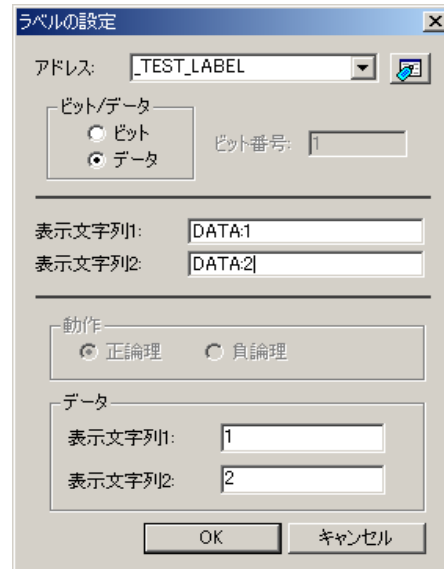 ラベルの設定
アドレス: _TEST_LABEL
ビット/データ
ビット
データ
ビット番号: 1
表示文字列1: DATA:1
表示文字列2: DATA:2
動作
正論理 負論理
データ
表示文字列1: 1
表示文字列2: 2
OK キャンセル